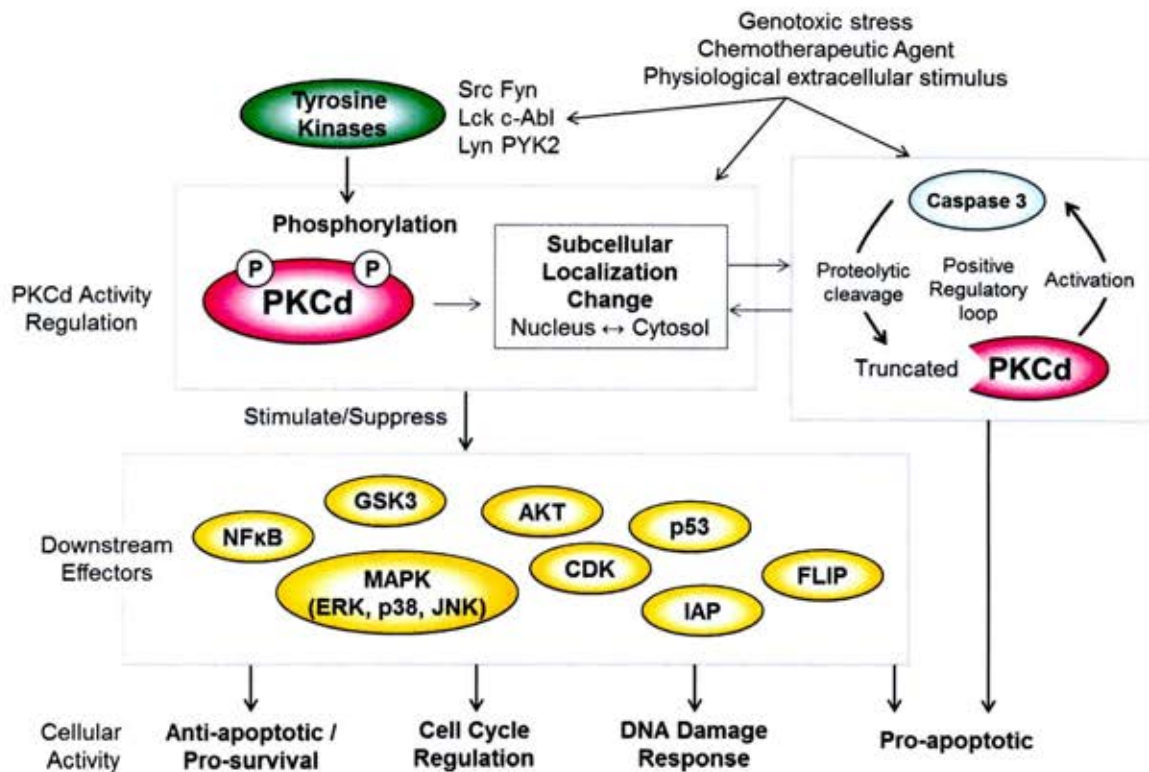 Genotoxic stress
Chemotherapeutic Agent
Physiological extracellular stimulus
Tyrosine
Kinases
Src Fyn
Lck c-Abl
Lyn PYK2
Phosphorylation
P
P
PKCd
PKCd Activity
Regulation
Subcellular
Localization
Change
Nucleus ↔ Cytosol
Caspase 3
Proteolytic
cleavage
Positive
Regulatory
loop
Activation
Truncated
PKCd
Stimulate/Suppress
Downstream
Effectors
NFκB
GSK3
AKT
p53
MAPK
(ERK, p38, JNK)
CDK
IAP
FLIP
Cellular
Activity
Anti-apoptotic /
Pro-survival
Cell Cycle
Regulation
DNA Damage
Response
Pro-apoptotic